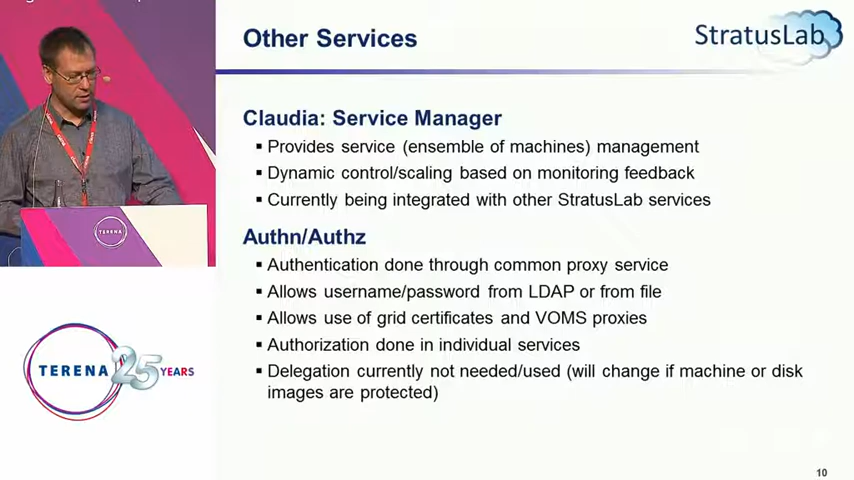 Other Services
StratusLab
Claudia: Service Manager
▪ Provides service (ensemble of machines) management
▪ Dynamic control/scaling based on monitoring feedback
▪ Currently being integrated with other StratusLab services
Authn/Authz
▪ Authentication done through common proxy service
▪ Allows username/password from LDAP or from file
▪ Allows use of grid certificates and VOMS proxies
▪ Authorization done in individual services
▪ Delegation currently not needed/used (will change if machine or disk
images are protected)
TERENA
TERENA 25 YEARS
10